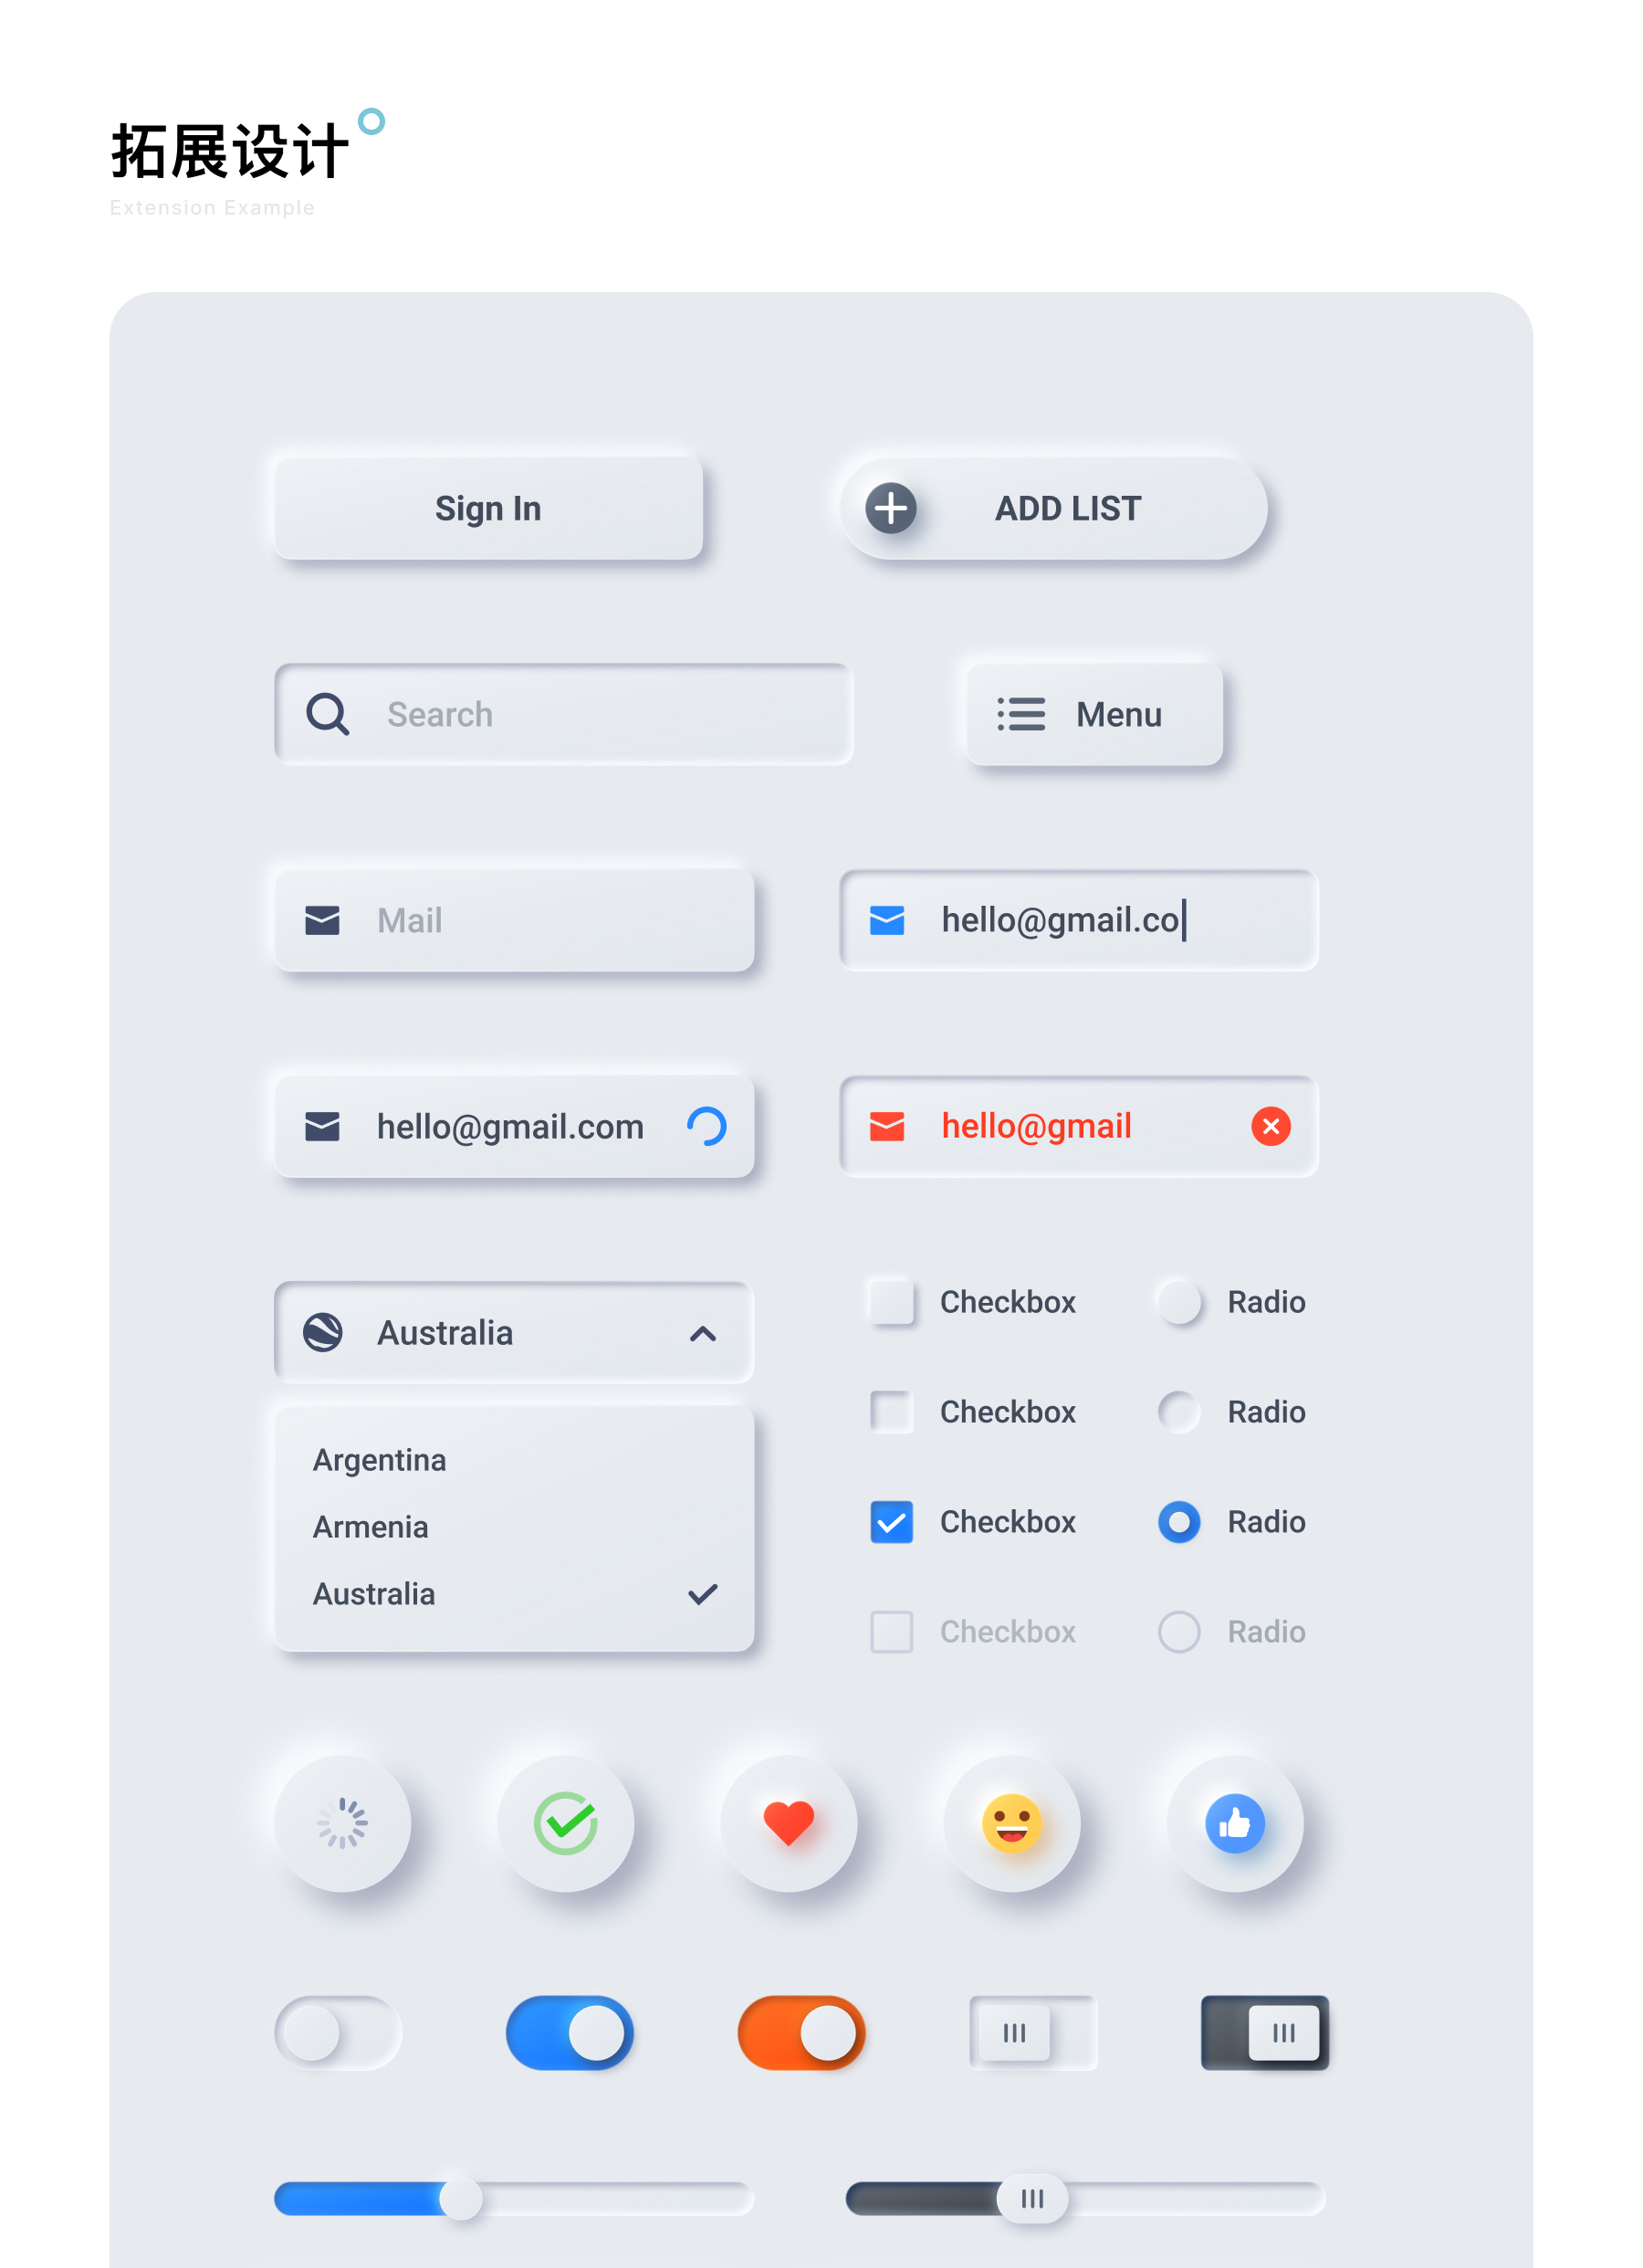 拓展设计
Extension Example
Sign In
ADD LIST
Search
Menu
Mail
hello@gmail.co
hello@gmail.com
hello@gmail
Australia
Argentina
Armenia
Australia
Checkbox
Radio
Checkbox
Radio
Checkbox
Radio
Checkbox
Radio